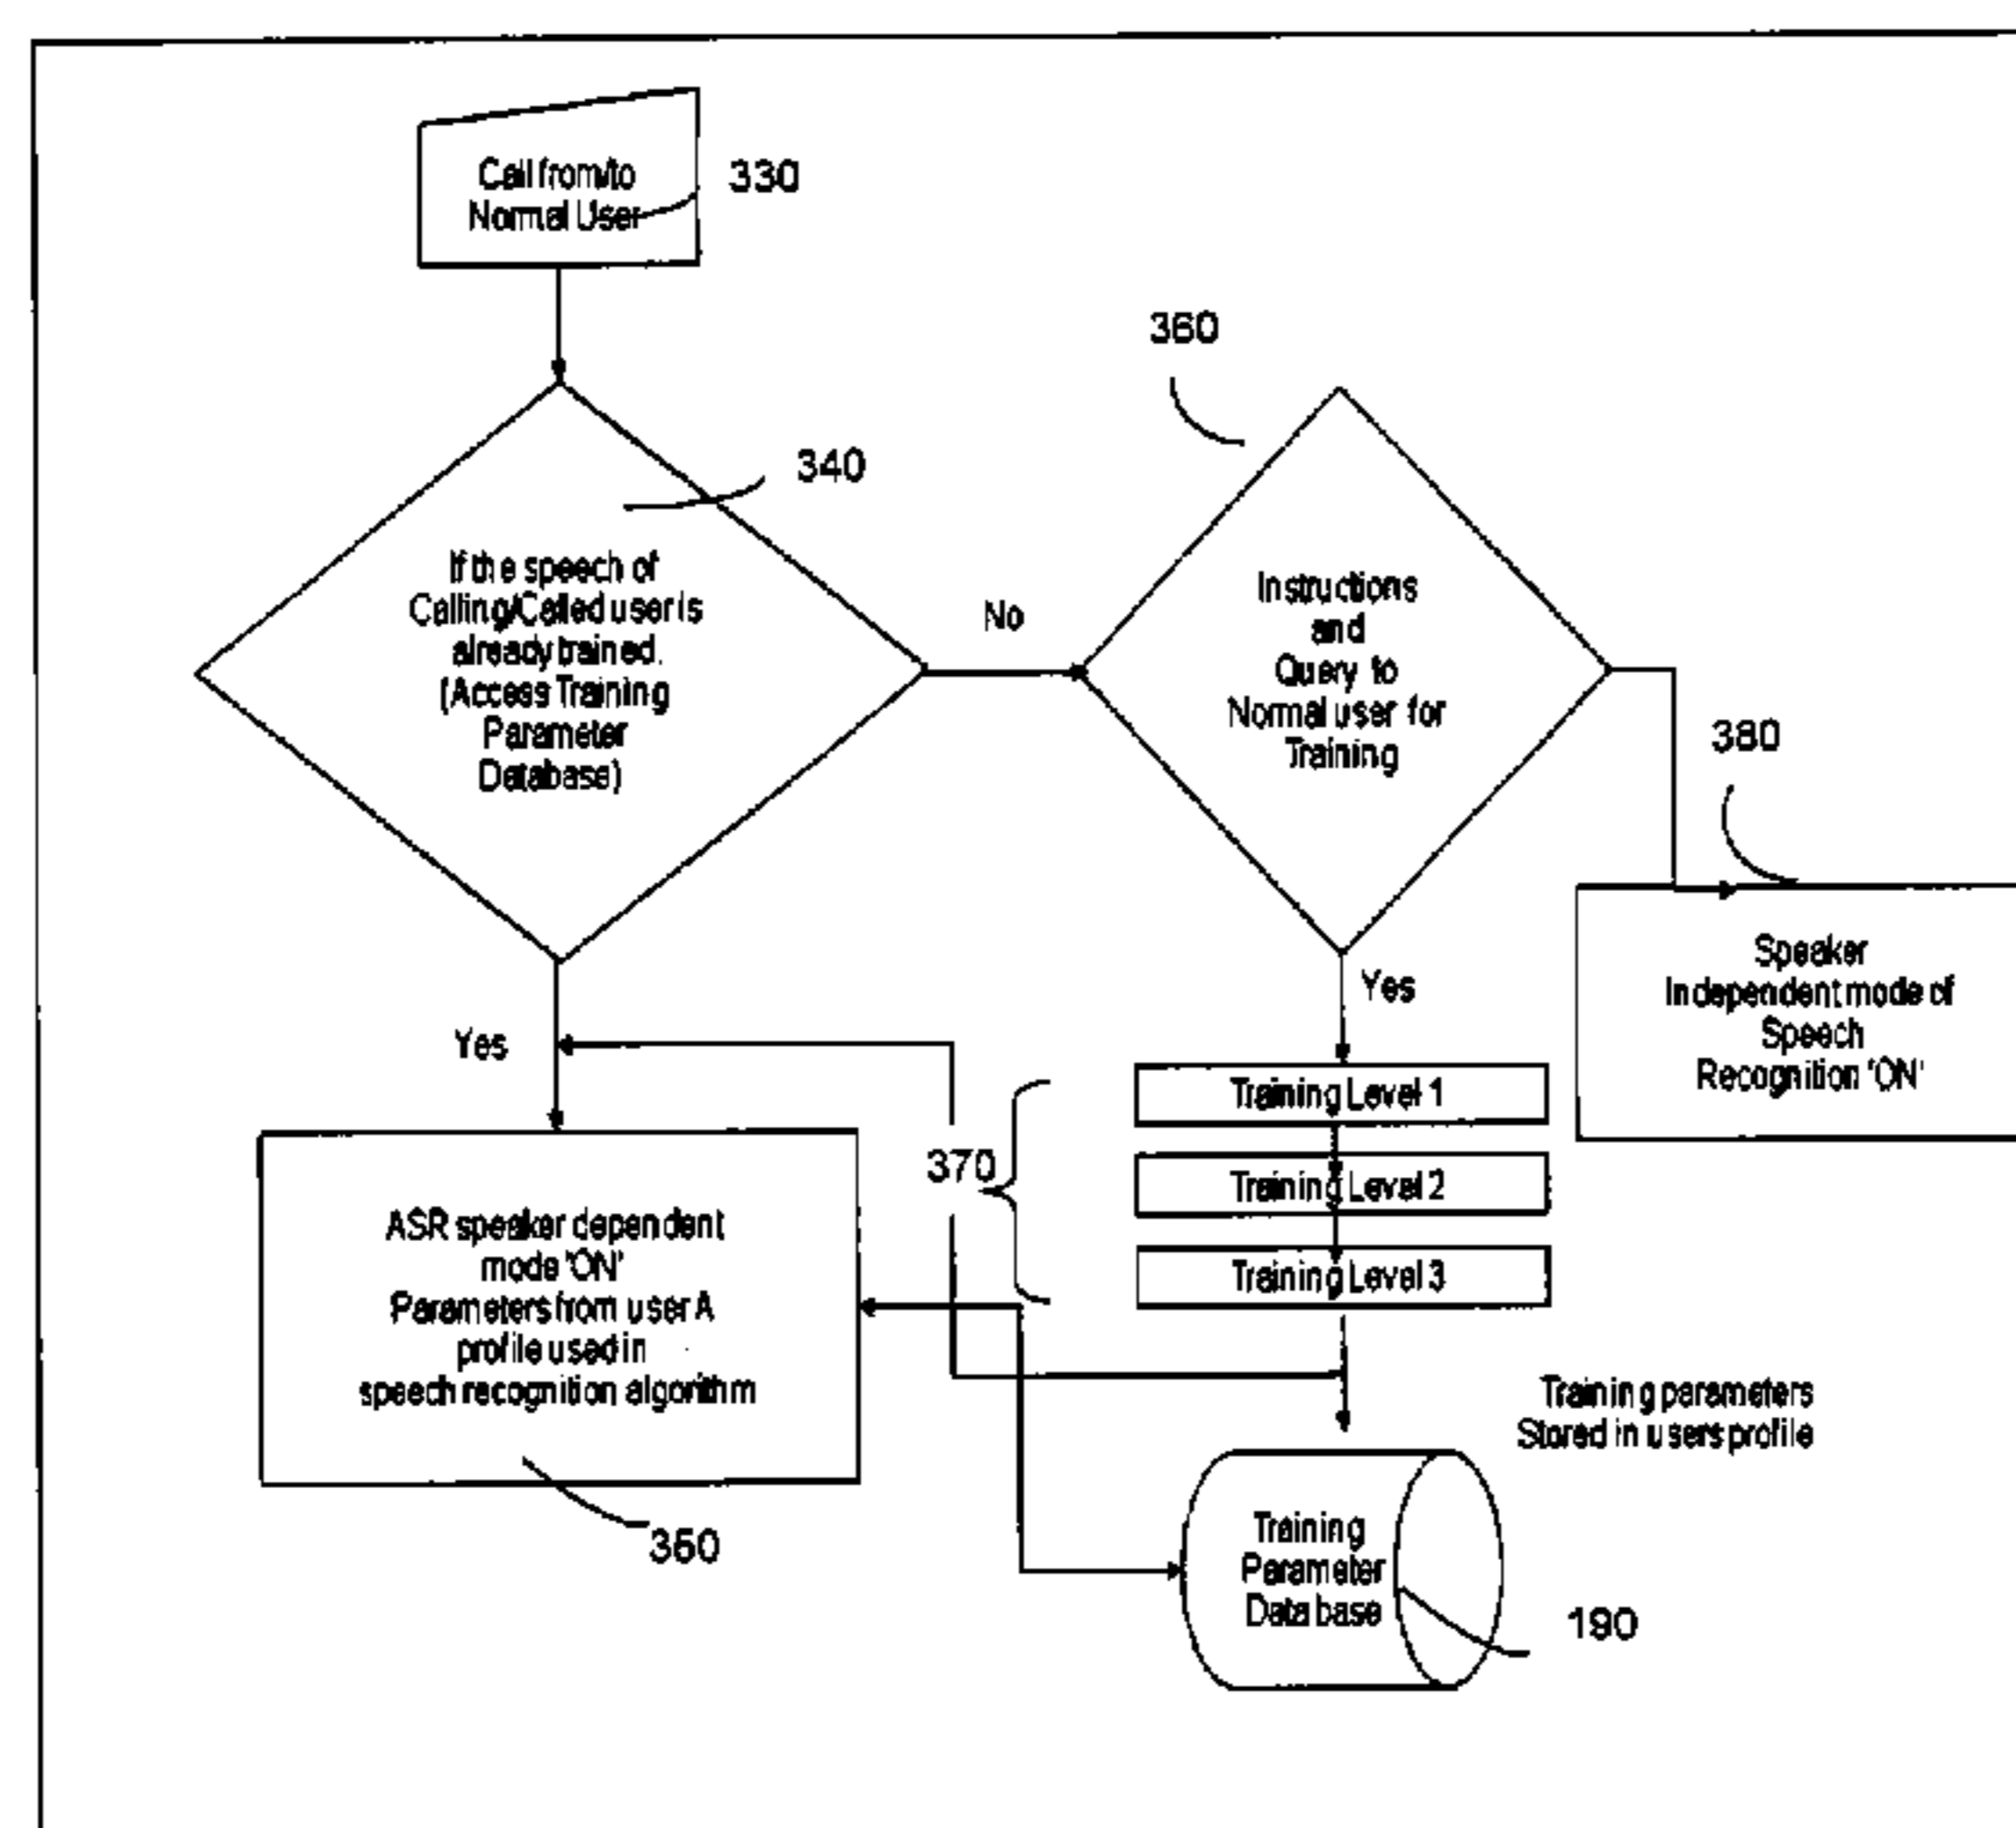 Call from/to
Normal User
330
340
If the speech of
Calling/Called user is
already trained.
(Access Training
Parameter
Database)
No
360
Instructions
and
Query to
Normal user for
Training
380
Speaker
Independent mode of
Speech
Recognition 'ON'
Yes
Yes
370
Training Level 1
Training Level 2
Training Level 3
ASR speaker dependent
mode 'ON'
Parameters from user A
profile used in
speech recognition algorithm
350
Training parameters
Stored in users profile
Training
Parameter
Database
190